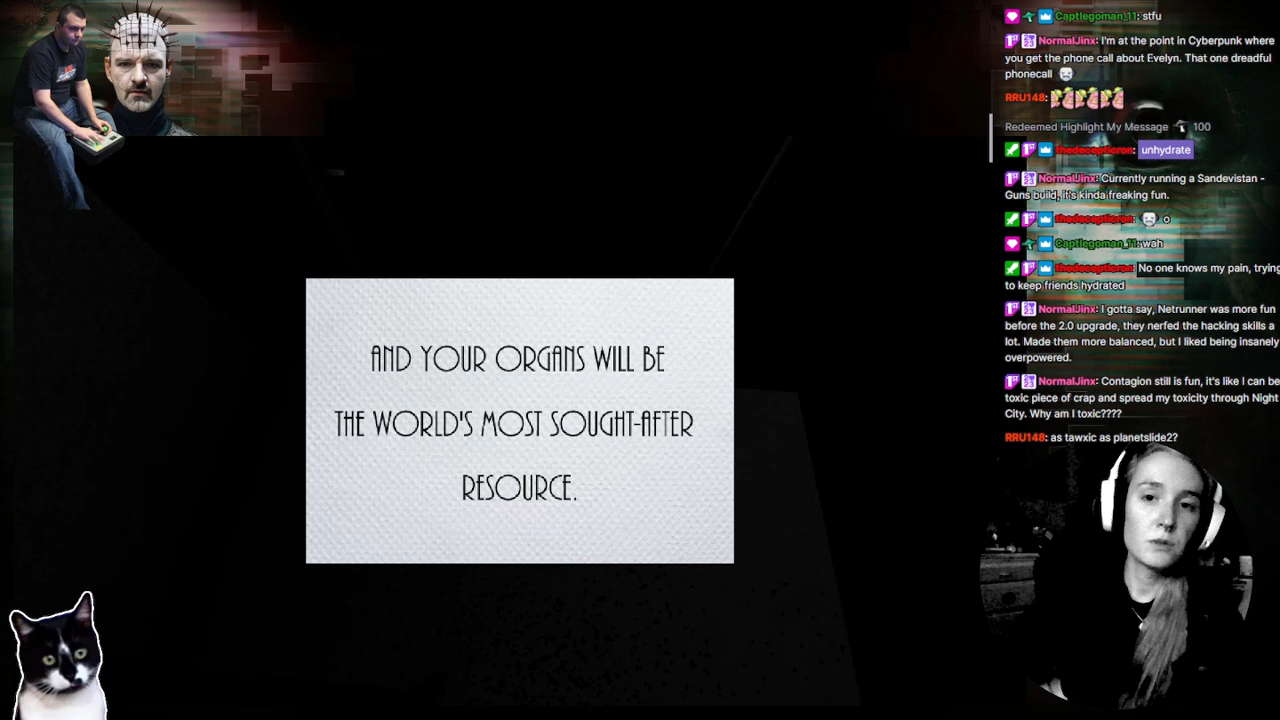 Captlegoman_11: stfu
NormalJinx: I'm at the point in Cyberpunk where
you get the phone call about Evelyn. That one dreadful
phonecall
RRU148:
Redeemed Highlight My Message 100
thedecepticron: unhydrate
NormalJinx: Currently running a Sandevistan -
Guns build, it's kinda freaking fun.
thedecepticron: o
Captlegoman_11: wah
thedecepticron: No one knows my pain, trying
to keep friends hydrated
NormalJinx: I gotta say, Netrunner was more fun
before the 2.0 upgrade, they nerfed the hacking skills a
lot. Made them more balanced, but I liked being insanely
overpowered.
NormalJinx: Contagion still is fun, it's like I can be
toxic piece of crap and spread my toxicity through Night
City. Why am I toxic????
RRU148: as tawxic as planetslide2?
AND YOUR ORGANS WILL BE
THE WORLD'S MOST SOUGHT-AFTER
RESOURCE.